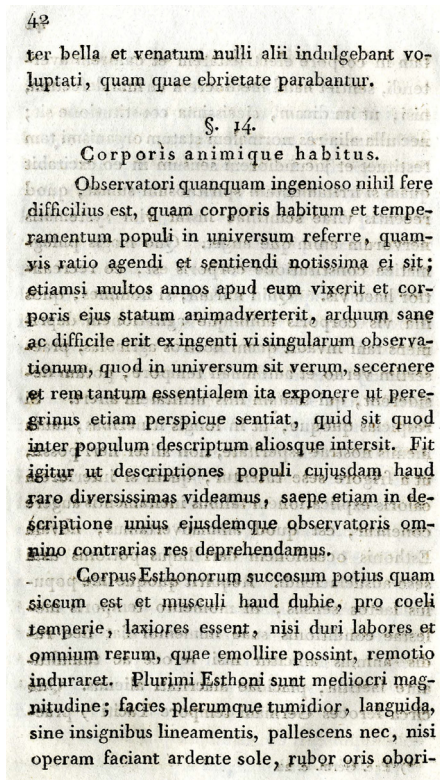 42
ter bella et venatum nulli alii indulgebant vo-
luptati, quam quae ebrietate parabantur.
§. 14.
Corporis animique habitus.
Observatori quanquam ingenioso nihil fere
difficilius est, quam corporis habitum et tempe-
ramentum populi in universum referre, quam-
vis ratio agendi et sentiendi notissima ei sit;
etiamsi multos annos apud eum vixerit et cor-
poris ejus statum animadverterit, arduum sane
ac difficile erit ex ingenti vi singularum observa-
tionum, quod in universum sit verum, secernere
et rem tantum essentialem ita exponere ut pere-
grinus etiam perspicue sentiat, quid sit quod
inter populum descriptum aliosque intersit. Fit
igitur ut descriptiones populi cujusdam haud
raro diversissimas videamus, saepe etiam in de-
scriptione unius ejusdemque observatoris om-
nino contrarias res deprehendamus.
Corpus Esthonorum succosum potius quam
siccum est et musculi haud dubie, pro coeli
temperie, laxiores essent, nisi duri labores et
omnium rerum, quae emollire possint, remotio
induraret. Plurimi Esthoni sunt mediocri mag-
nitudine; facies plerumque tumidior, languida,
sine insignibus lineamentis, pallescens nec, nisi
operam faciant ardente sole, rubor oris obori-